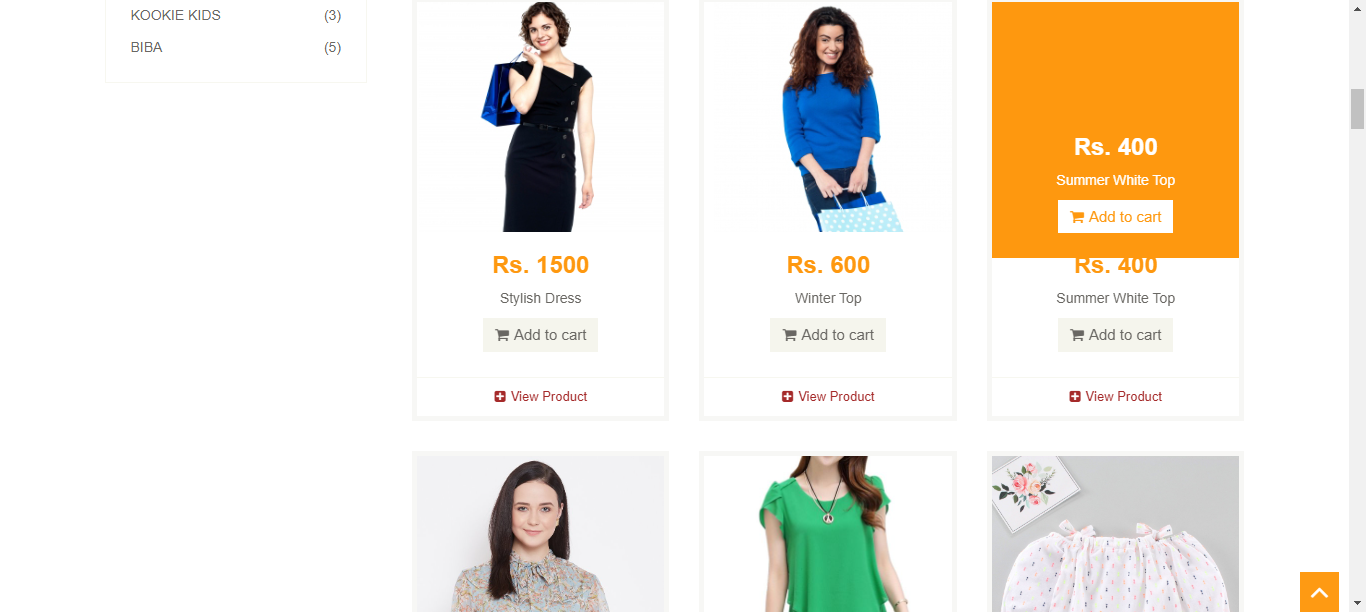 KOOKIE KIDS (3)
BIBA (5)
Rs. 1500
Stylish Dress
Add to cart
View Product
Rs. 600
Winter Top
Add to cart
View Product
Rs. 400
Summer White Top
Add to cart
Rs. 400
Summer White Top
Add to cart
View Product